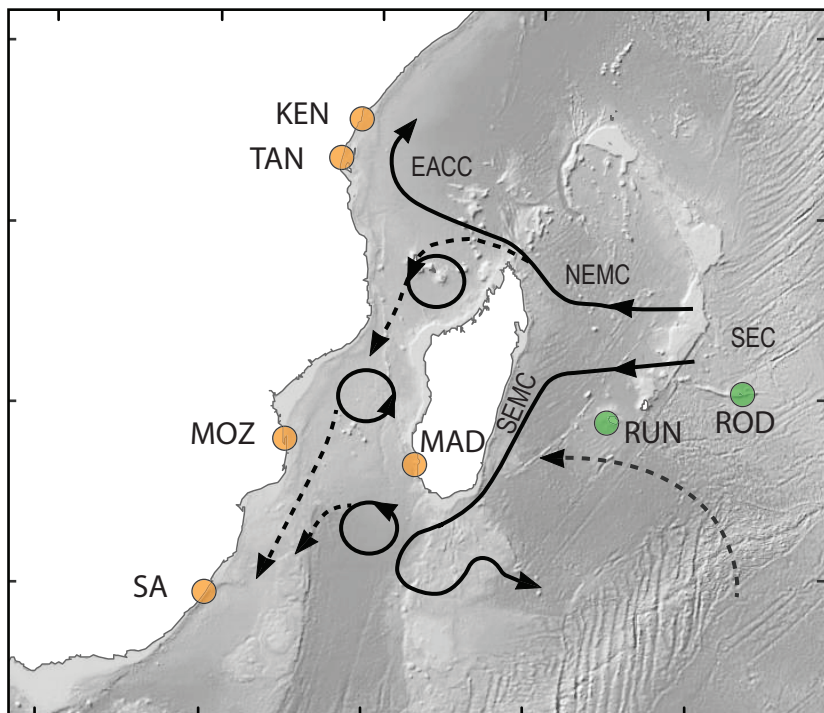 KEN
TAN
EACC
NEMC
SEC
SEMC
ROD
RUN
MOZ
MAD
SA